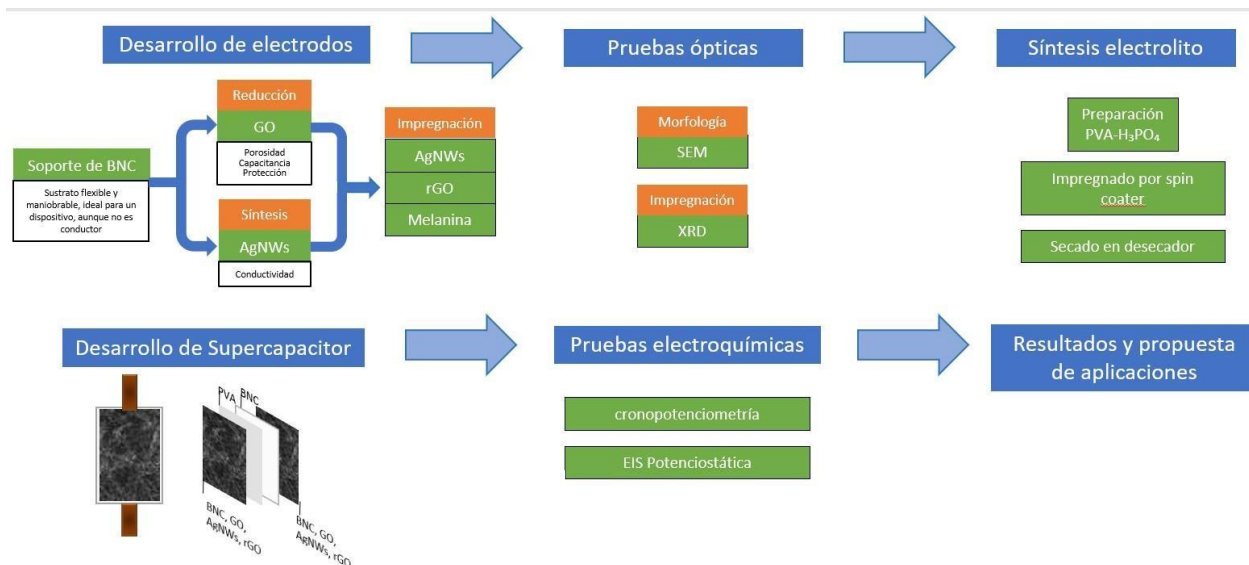 Desarrollo de electrodos
Pruebas ópticas
Síntesis electrolito
Soporte de BNC
Sustrato flexible y
maniobrable, ideal para un
dispositivo, aunque no es
conductor
Reducción
GO
Porosidad
Capacitancia
Protección
Síntesis
AgNWs
Conductividad
Impregnación
AgNWs
rGO
Melanina
Morfología
SEM
Impregnación
XRD
Preparación
PVA-H₃PO₄
Impregnado por spin
coater
Secado en desecador
Desarrollo de Supercapacitor
Pruebas electroquímicas
Resultados y propuesta
de aplicaciones
PVA
BNC
BNC, GO,
AgNWs, rGO
BNC, GO,
AgNWs, rGO
cronopotenciometría
EIS Potenciostática